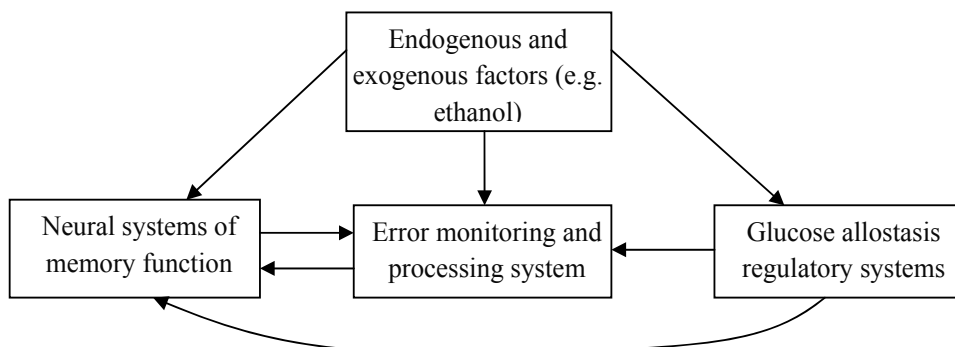 Endogenous and
exogenous factors (e.g.
ethanol)
Neural systems of
memory function
Error monitoring and
processing system
Glucose allostasis
regulatory systems